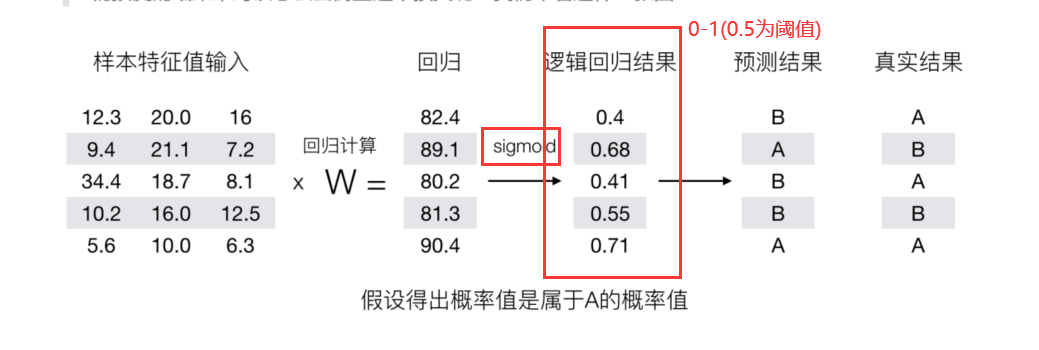 0-1(0.5为阈值)
样本特征值输入 回归 逻辑回归结果 预测结果 真实结果
12.3 20.0 16 82.4 0.4 B A
回归计算 sigmoid
9.4 21.1 7.2 89.1 0.68 A B
34.4 18.7 8.1 x W = 80.2 0.41 B A
10.2 16.0 12.5 81.3 0.55 B B
5.6 10.0 6.3 90.4 0.71 A A
假设得出概率值是属于A的概率值